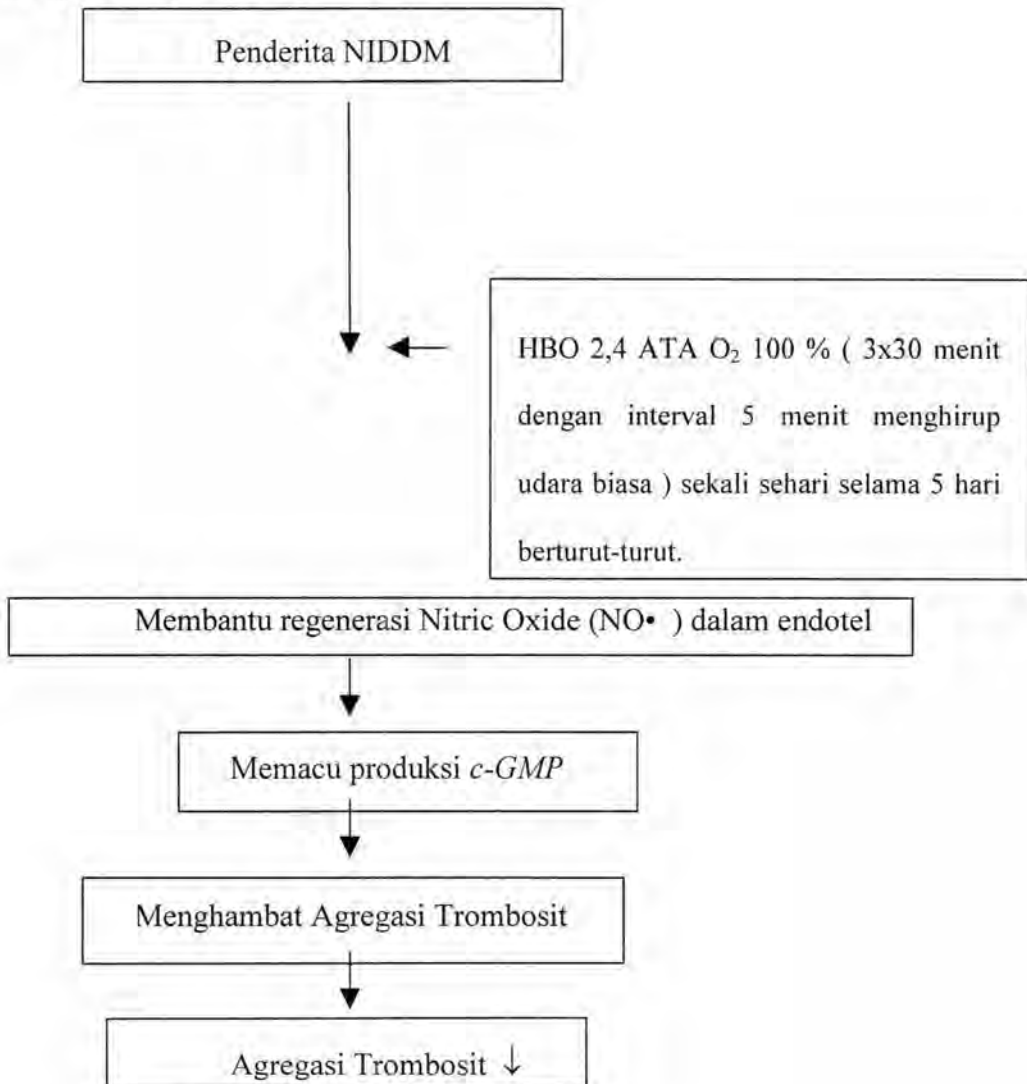 Penderita NIDDM
HBO 2,4 ATA O₂ 100 % ( 3x30 menit
dengan interval 5 menit menghirup
udara biasa ) sekali sehari selama 5 hari
berturut-turut.
Membantu regenerasi Nitric Oxide (NO• ) dalam endotel
Memacu produksi c-GMP
Menghambat Agregasi Trombosit
Agregasi Trombosit ↓